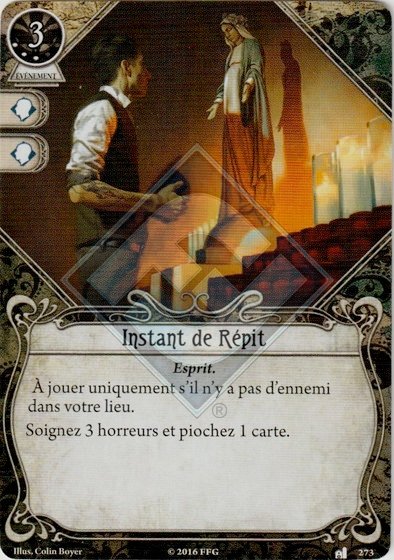 3
ÉVÉNEMENT
Instant de Répit
Esprit.
À jouer uniquement s'il n'y a pas d'ennemi
dans votre lieu.
Soignez 3 horreurs et piochez 1 carte.
®
Illus. Colin Boyer
© 2016 FFG
273